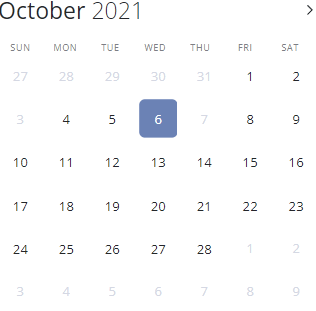 October 2021 >
SUN MON TUE WED THU FRI SAT
27 28 29 30 31 1 2
3 4 5 6 7 8 9
10 11 12 13 14 15 16
17 18 19 20 21 22 23
24 25 26 27 28 1 2
3 4 5 6 7 8 9